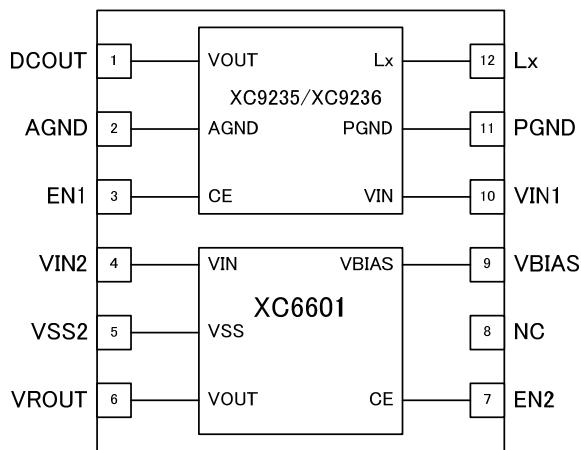 DCOUT 1 VOUT Lx 12 Lx
XC9235/XC9236
AGND 2 AGND PGND 11 PGND
EN1 3 CE VIN 10 VIN1
VIN2 4 VIN VBIAS 9 VBIAS
XC6601
VSS2 5 VSS 8 NC
VROUT 6 VOUT CE 7 EN2